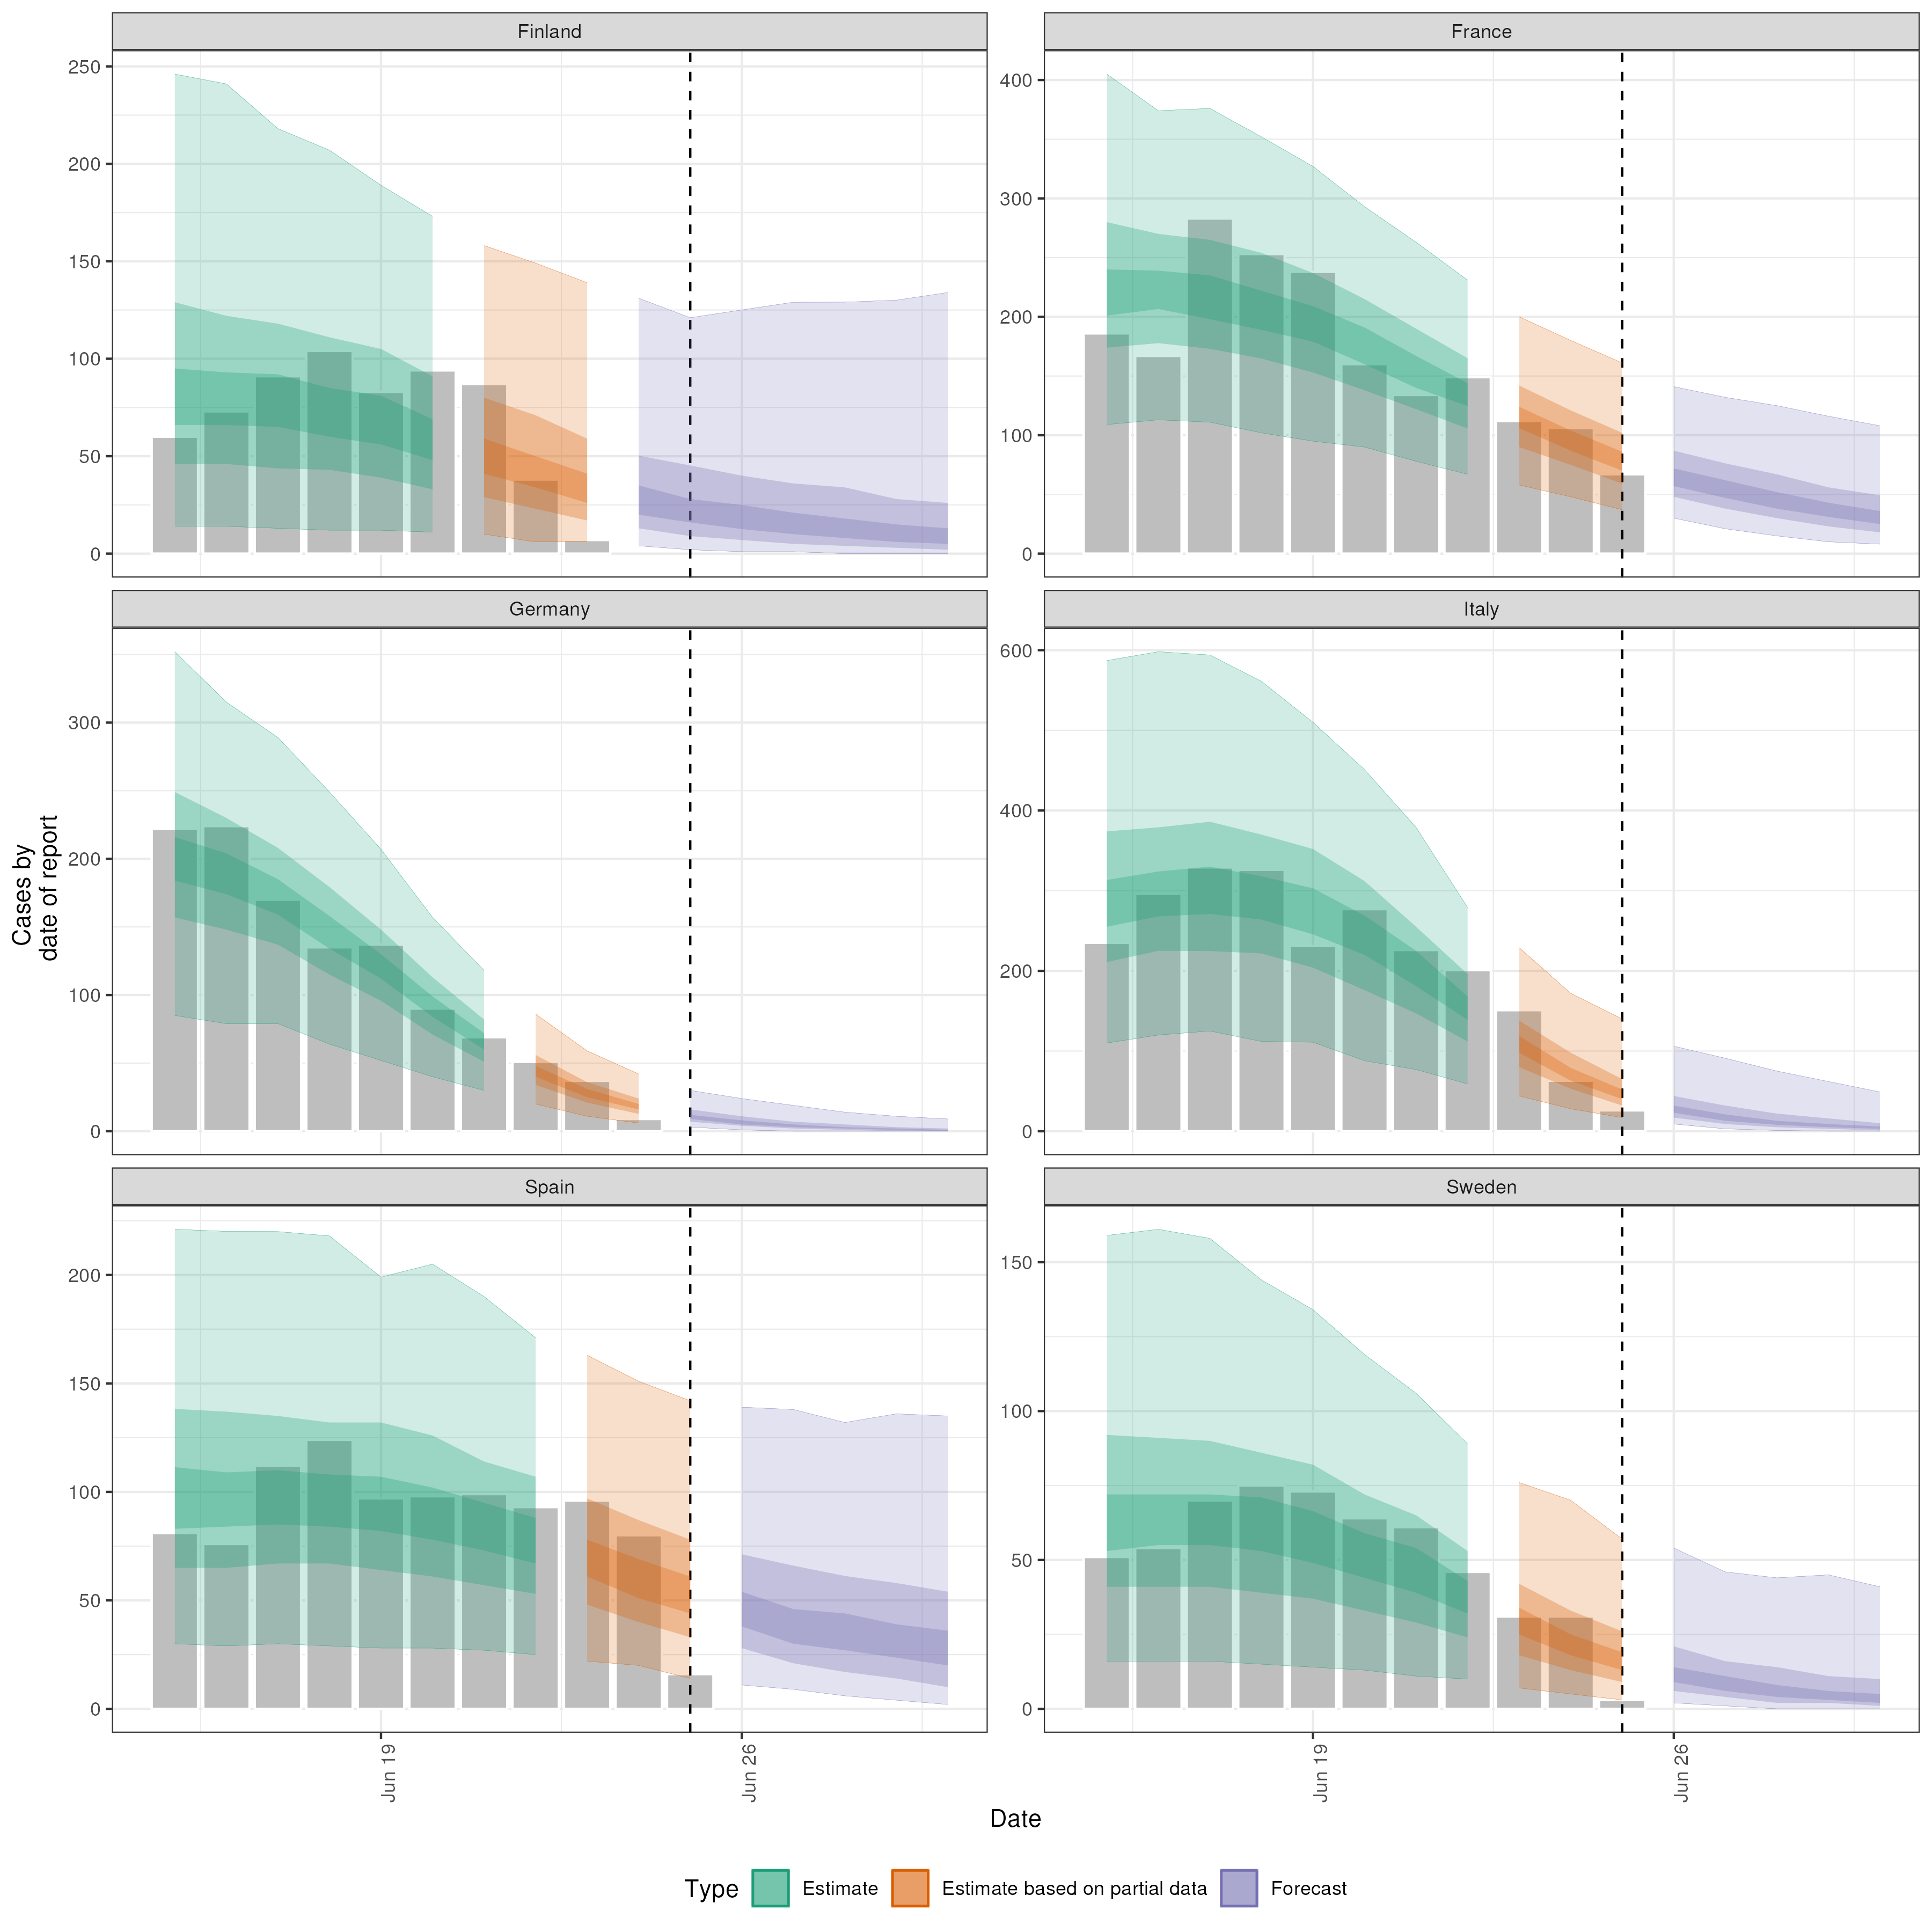 Finland
France
250
200
150
100
50
0
400
300
200
100
0
Germany
Italy
300
200
100
0
600
400
200
0
Cases by
date of report
Spain
Sweden
200
150
100
50
0
150
100
50
0
Jun 19
Jun 26
Jun 19
Jun 26
Date
Type Estimate Estimate based on partial data Forecast